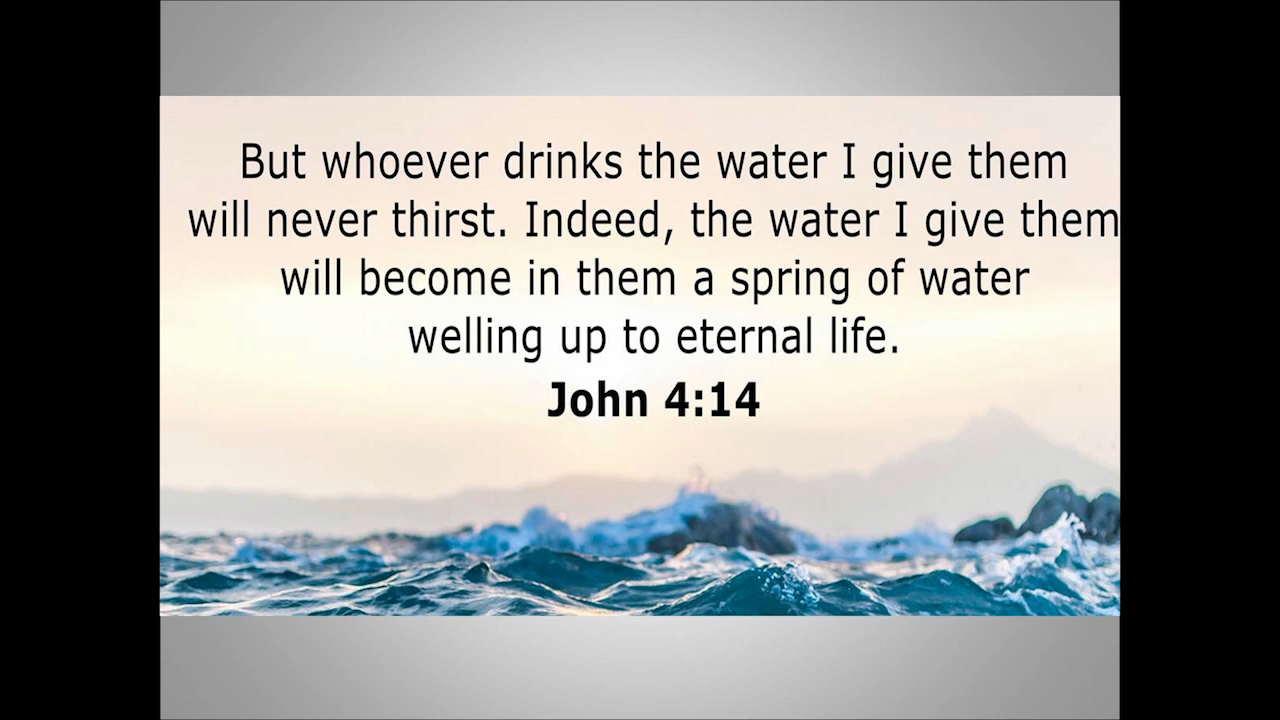 But whoever drinks the water I give them
will never thirst. Indeed, the water I give them
will become in them a spring of water
welling up to eternal life.
John 4:14